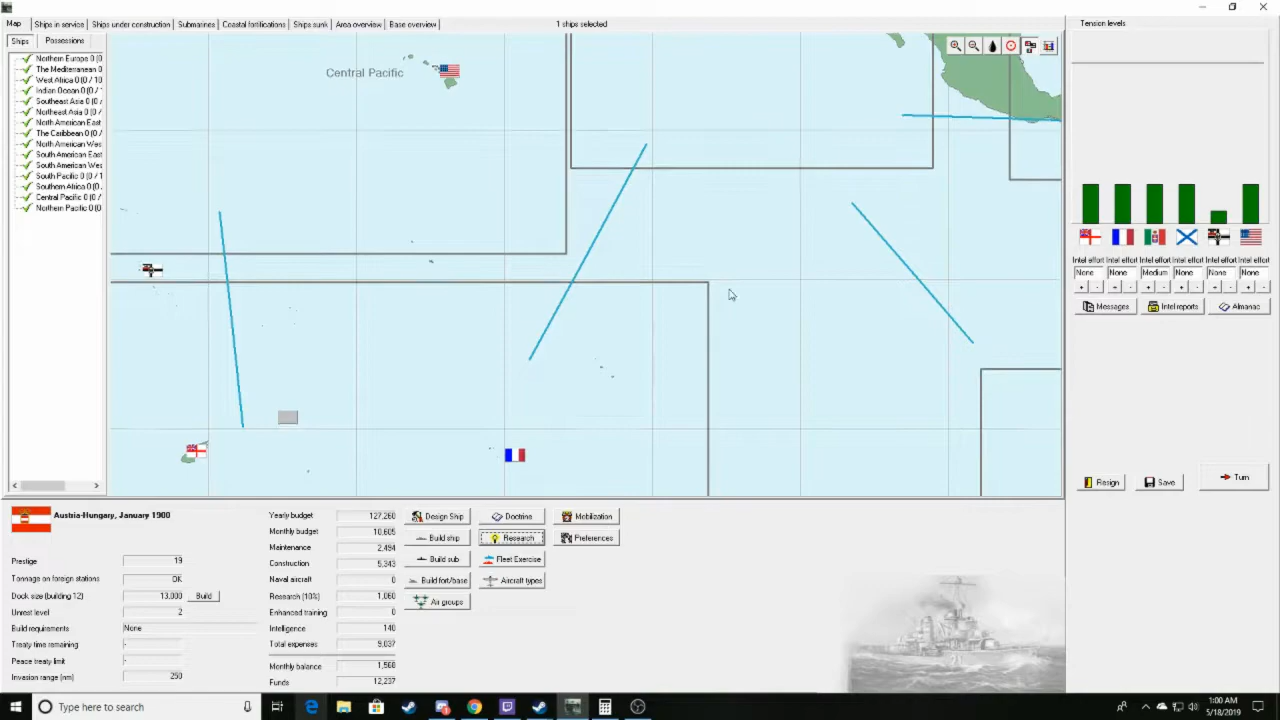 Map Ships in service Ships under construction Submarines Coastal fortifications Ships sunk Area overview Base overview 1 ships selected Tension levels
Ships Possessions
Northern Europe 0 (0
The Mediterranean 0
West Africa 0 (0 / 10
Indian Ocean 0 (0 / 1
Southeast Asia 0 (0 /
Northeast Asia (0 (0 /
North American East
The Caribbean 0 (0 /
North American Wes
South American East
South American Wes
South Pacific 0 (0 / 1
Southern Africa 0 (0.
Central Pacific 0 (0 /
Northern Pacific 0 (0
Central Pacific
Intel effort Intel effort Intel effort Intel effort Intel effort Intel effort
None None Medium None None None
+ - + - + - + - + - + -
Messages Intel reports Almanac
Resign Save Turn
Austria-Hungary, January 1900
Prestige 19
Tonnage on foreign stations OK
Dock size (building 12) 13,000 Build
Unrest level 2
Build requirements None
Treaty time remaining -
Peace treaty limit -
Invasion range (nm) 250
Yearly budget 127,260
Monthly budget 10,605
Maintenance 2,494
Construction 5,343
Naval aircraft 0
Research (10%) 1,060
Enhanced training 0
Intelligence 140
Total expenses 9,037
Monthly balance 1,568
Funds 12,237
Design Ship Doctrine Mobilization
Build ship Research Preferences
Build sub Fleet Exercise
Build fort/base Aircraft types
Air groups
Type here to search
1:00 AM
5/18/2019